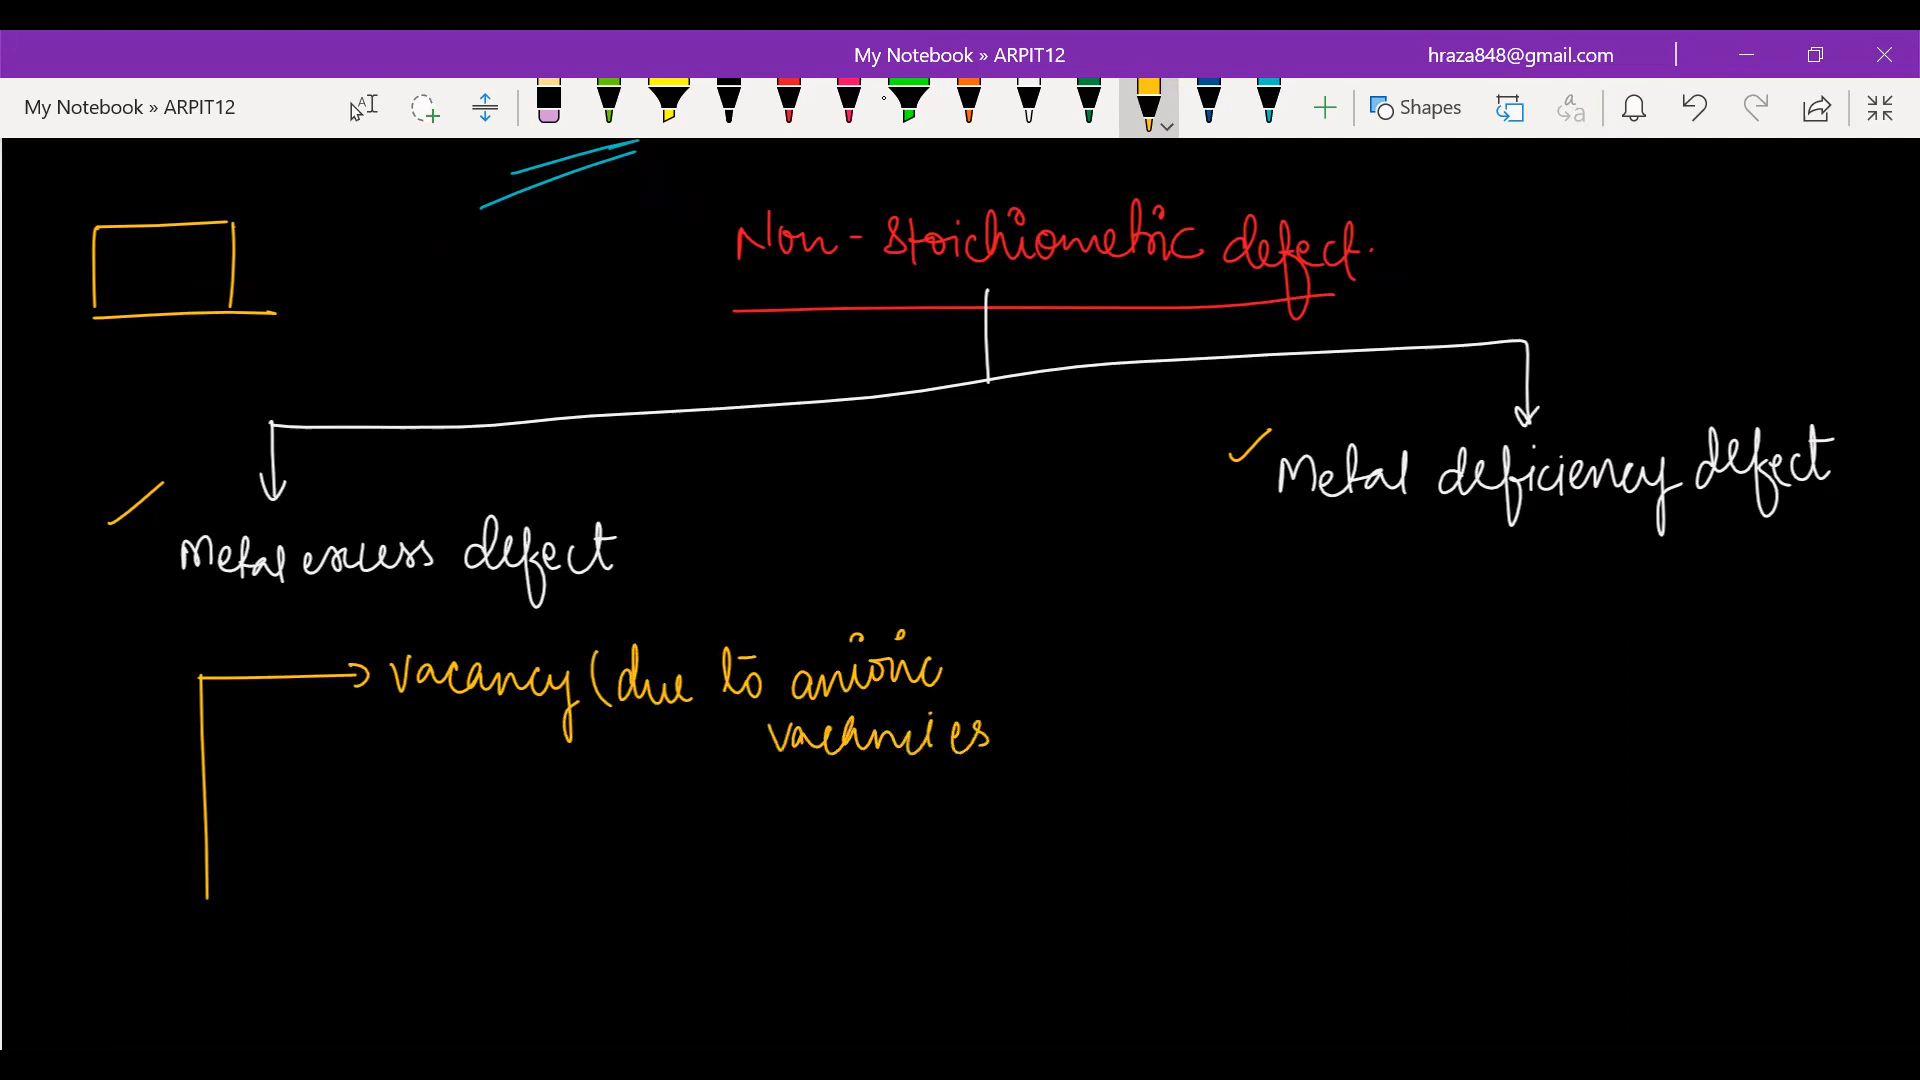 My Notebook » ARPIT12
hraza848@gmail.com
My Notebook » ARPIT12
Shapes
Non-Stoichiometric defect.
Metal deficiency defect
Metal excess defect
vacancy (due to anionic
vacancies